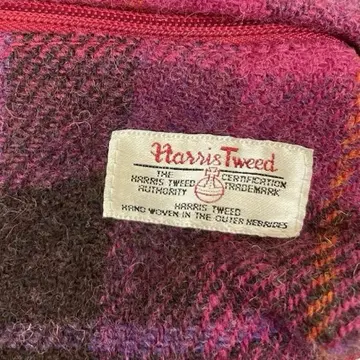 Harris Tweed
THE CERTIFICATION
HARRIS TWEED TRADEMARK
AUTHORITY
HARRIS TWEED
HAND WOVEN IN THE OUTER HEBRIDES